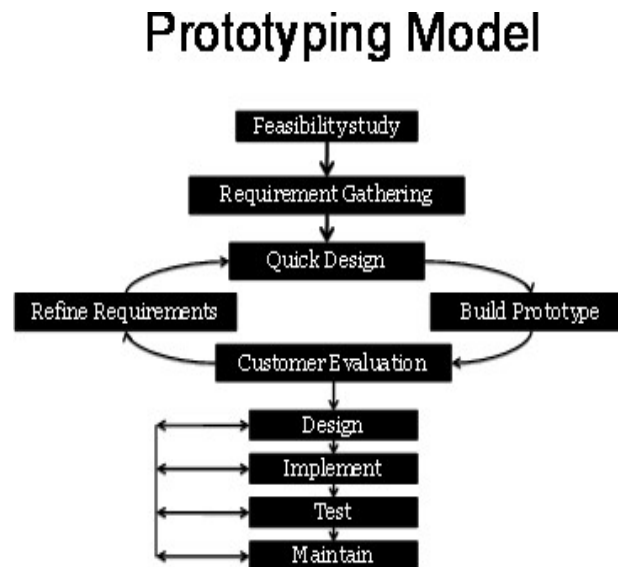 Prototyping Model
Feasibilitystudy
Requirement Gathering
Quick Design
Refine Requirements
Build Prototype
Customer Evaluation
Design
Implement
Test
Maintain